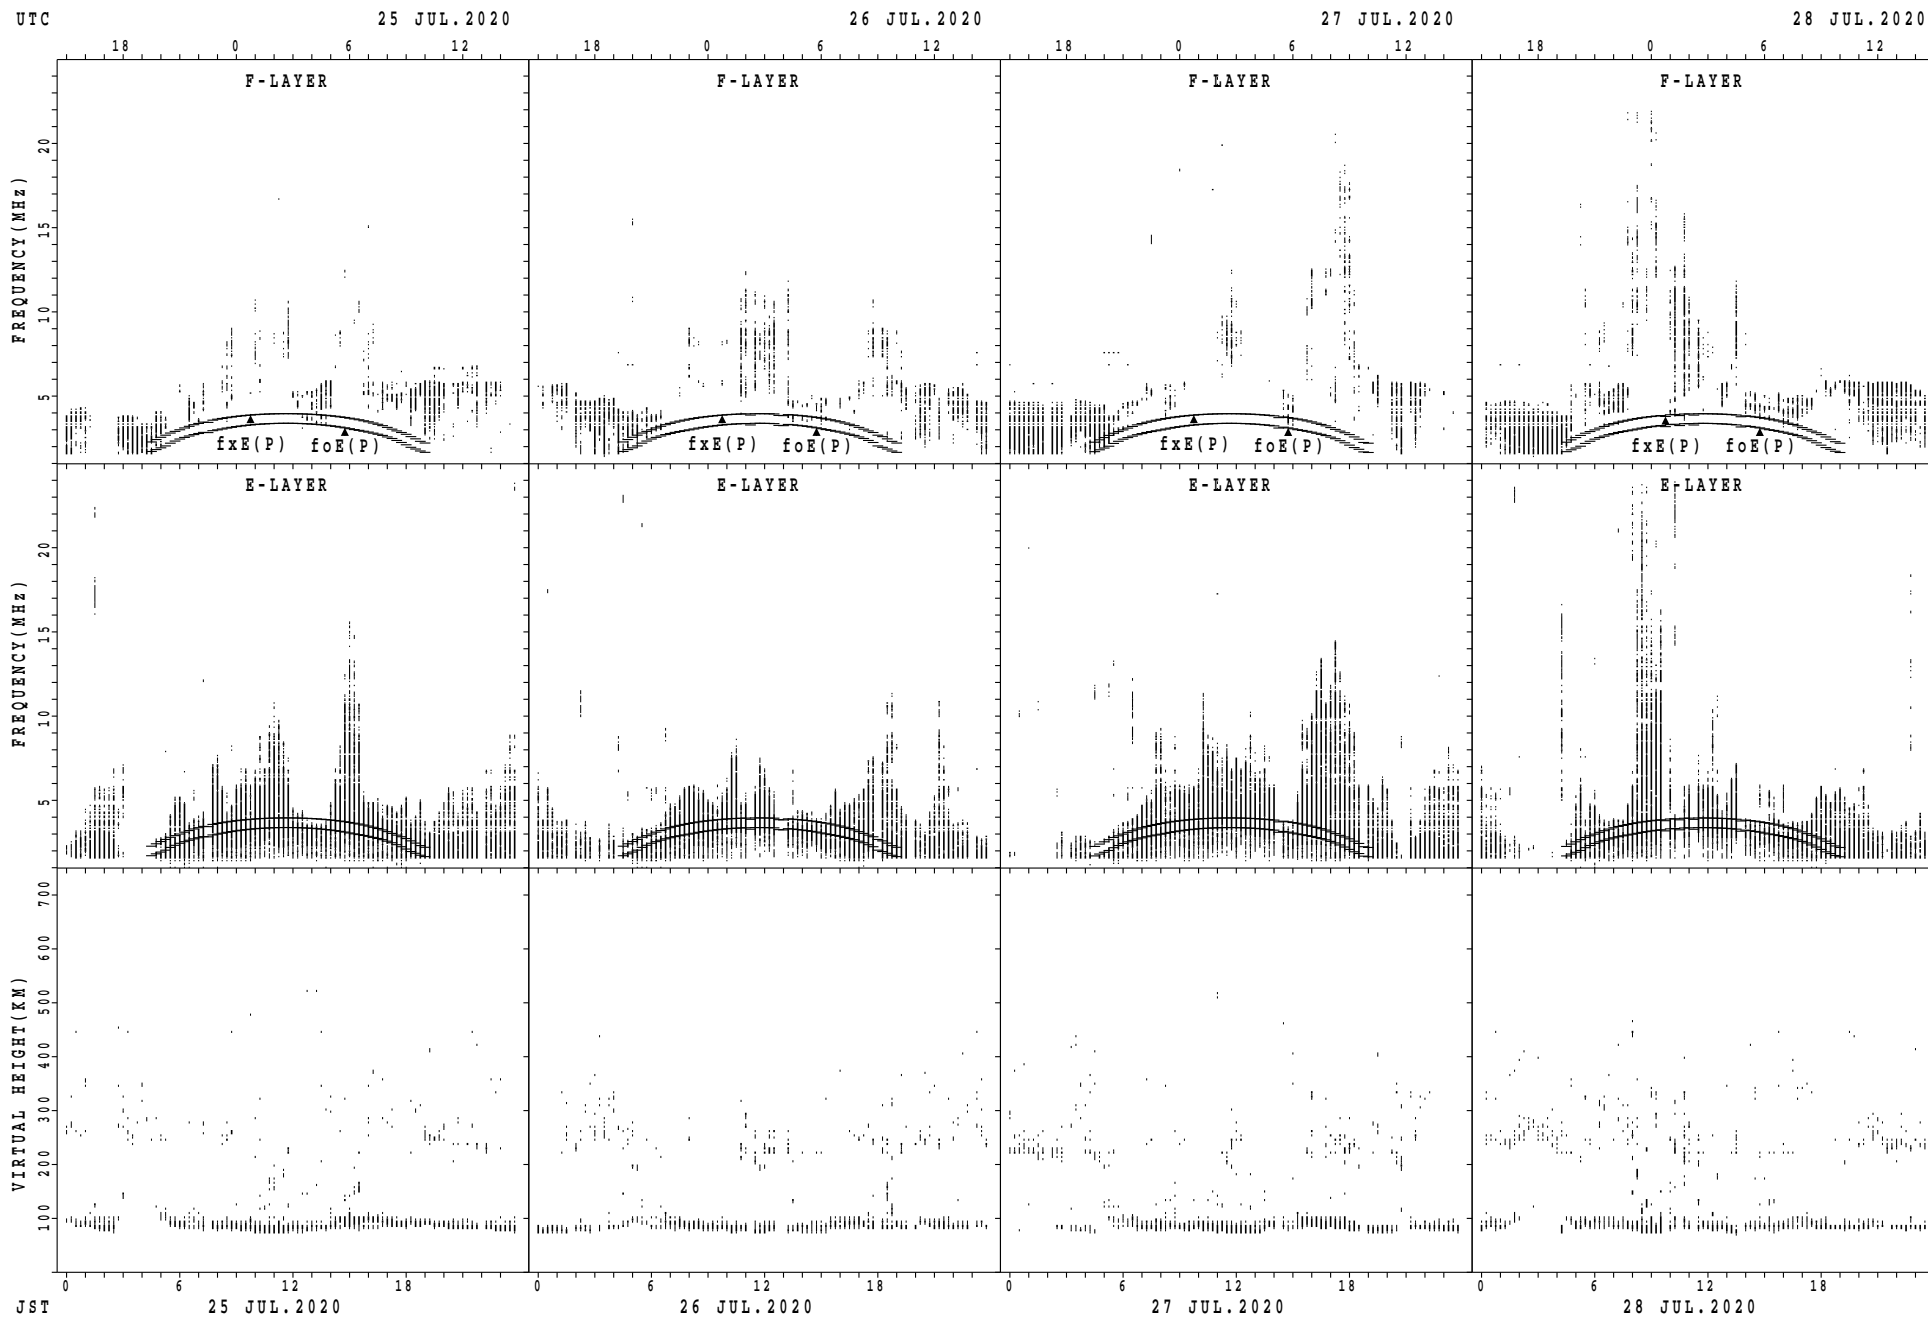 UTC 25 JUL.2020 26 JUL.2020 27 JUL.2020 28 JUL.2020
18 0 6 12 18 0 6 12 18 0 6 12 18 0 6 12
F-LAYER F-LAYER F-LAYER F-LAYER
FREQUENCY(MHz)
20
15
10
5
fxE(P) foE(P) fxE(P) foE(P) fxE(P) foE(P) fxE(P) foE(P)
E-LAYER E-LAYER E-LAYER E-LAYER
FREQUENCY(MHz)
20
15
10
5
VIRTUAL HEIGHT(KM)
700
600
500
400
300
200
100
0 6 12 18 0 6 12 18 0 6 12 18 0 6 12 18
JST 25 JUL.2020 26 JUL.2020 27 JUL.2020 28 JUL.2020